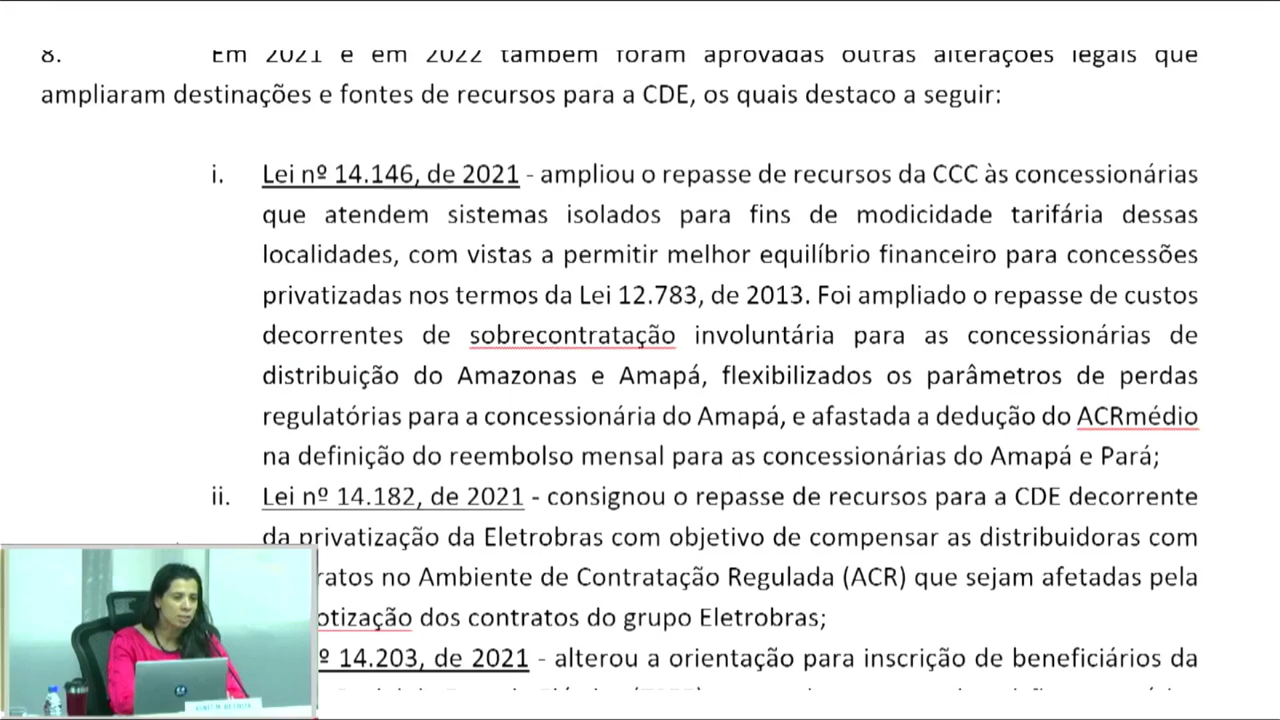 8. Em 2021 e em 2022 também foram aprovadas outras alterações legais que
ampliaram destinações e fontes de recursos para a CDE, os quais destaco a seguir:
i. Lei nº 14.146, de 2021 - ampliou o repasse de recursos da CCC às concessionárias
que atendem sistemas isolados para fins de modicidade tarifária dessas
localidades, com vistas a permitir melhor equilíbrio financeiro para concessões
privatizadas nos termos da Lei 12.783, de 2013. Foi ampliado o repasse de custos
decorrentes de sobrecontratação involuntária para as concessionárias de
distribuição do Amazonas e Amapá, flexibilizados os parâmetros de perdas
regulatórias para a concessionária do Amapá, e afastada a dedução do ACRmédio
na definição do reembolso mensal para as concessionárias do Amapá e Pará;
ii. Lei nº 14.182, de 2021 - consignou o repasse de recursos para a CDE decorrente
da privatização da Eletrobras com objetivo de compensar as distribuidoras com
ratos no Ambiente de Contratação Regulada (ACR) que sejam afetadas pela
otização dos contratos do grupo Eletrobras;
º 14.203, de 2021 - alterou a orientação para inscrição de beneficiários da